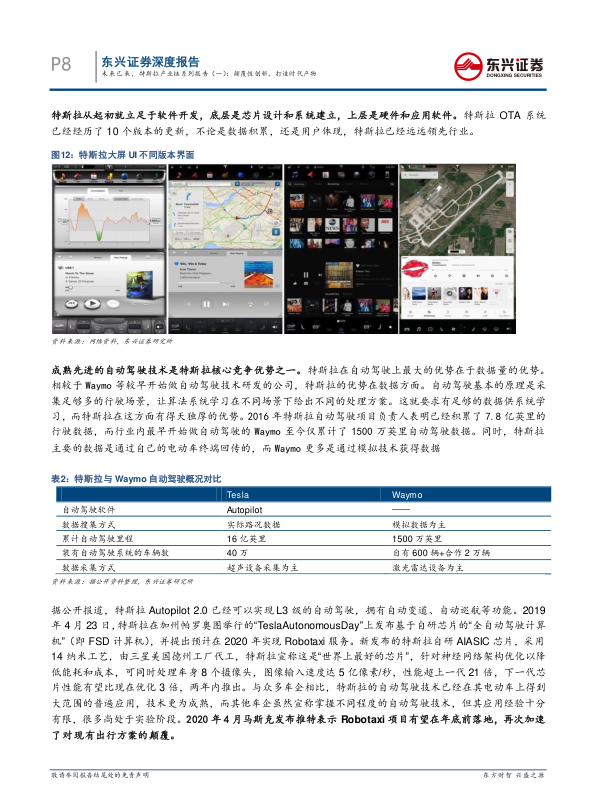 P8
东兴证券深度报告
未来已来，特斯拉产业链系列报告（一）：颠覆性创新，打造时代产物
东兴证券
DONGXING SECURITIES
特斯拉从起初就立足于软件开发，底层是芯片设计和系统建立，上层是硬件和应用软件。特斯拉 OTA 系统
已经经历了 10 个版本的更新，不论是数据积累，还是用户体现，特斯拉已经远远领先行业。
图12：特斯拉大屏 UI 不同版本界面
资料来源：网络资料，东兴证券研究所
成熟先进的自动驾驶技术是特斯拉核心竞争优势之一。特斯拉在自动驾驶上最大的优势在于数据量的优势。
相较于 Waymo 等较早开始做自动驾驶技术研发的公司，特斯拉的优势在数据方面。自动驾驶基本的原理是采
集足够多的行驶场景，让算法系统学习在不同场景下给出不同的处理方案。这就要求有足够的数据供系统学
习，而特斯拉在这方面有得天独厚的优势。2016 年特斯拉自动驾驶项目负责人表明已经积累了 7.8 亿英里的
行驶数据，而行业内最早开始做自动驾驶的 Waymo 至今仅累计了 1500 万英里自动驾驶数据。同时，特斯拉
主要的数据是通过自己的电动车终端回传的，而 Waymo 更多是通过模拟技术获得数据
表2：特斯拉与 Waymo 自动驾驶概况对比
Tesla Waymo
自动驾驶软件 Autopilot ——
数据搜集方式 实际路况数据 模拟数据为主
累计自动驾驶里程 16 亿英里 1500 万英里
装有自动驾驶系统的车辆数 40 万 自有 600 辆+合作 2 万辆
数据采集方式 超声设备采集为主 激光雷达设备为主
资料来源：据公开资料整理，东兴证券研究所
据公开报道，特斯拉 Autopilot 2.0 已经可以实现 L3 级的自动驾驶，拥有自动变道、自动巡航等功能。2019
年 4 月 23 日，特斯拉在加州帕罗奥图举行的“TeslaAutonomousDay”上发布基于自研芯片的“全自动驾驶计算
机”（即 FSD 计算机），并提出预计在 2020 年实现 Robotaxi 服务。新发布的特斯拉自研 AIASIC 芯片，采用
14 纳米工艺，由三星美国德州工厂代工，特斯拉宣称这是“世界上最好的芯片”，针对神经网络架构优化以降
低能耗和成本，可同时处理车身 8 个摄像头，图像输入速度达 5 亿像素/秒，性能超上一代 21 倍，下一代芯
片性能有望比现在优化 3 倍，两年内推出。与众多车企相比，特斯拉的自动驾驶技术已经在其电动车上得到
大范围的普遍应用，技术更为成熟，而其他车企虽然宣称掌握不同程度的自动驾驶技术，但其应用经验十分
有限，很多尚处于实验阶段。2020 年 4 月马斯克发布推特表示 Robotaxi 项目有望在年底前落地，再次加速
了对现有出行方案的颠覆。
敬请参阅报告结尾处的免责声明
东方财智 兴盛之源